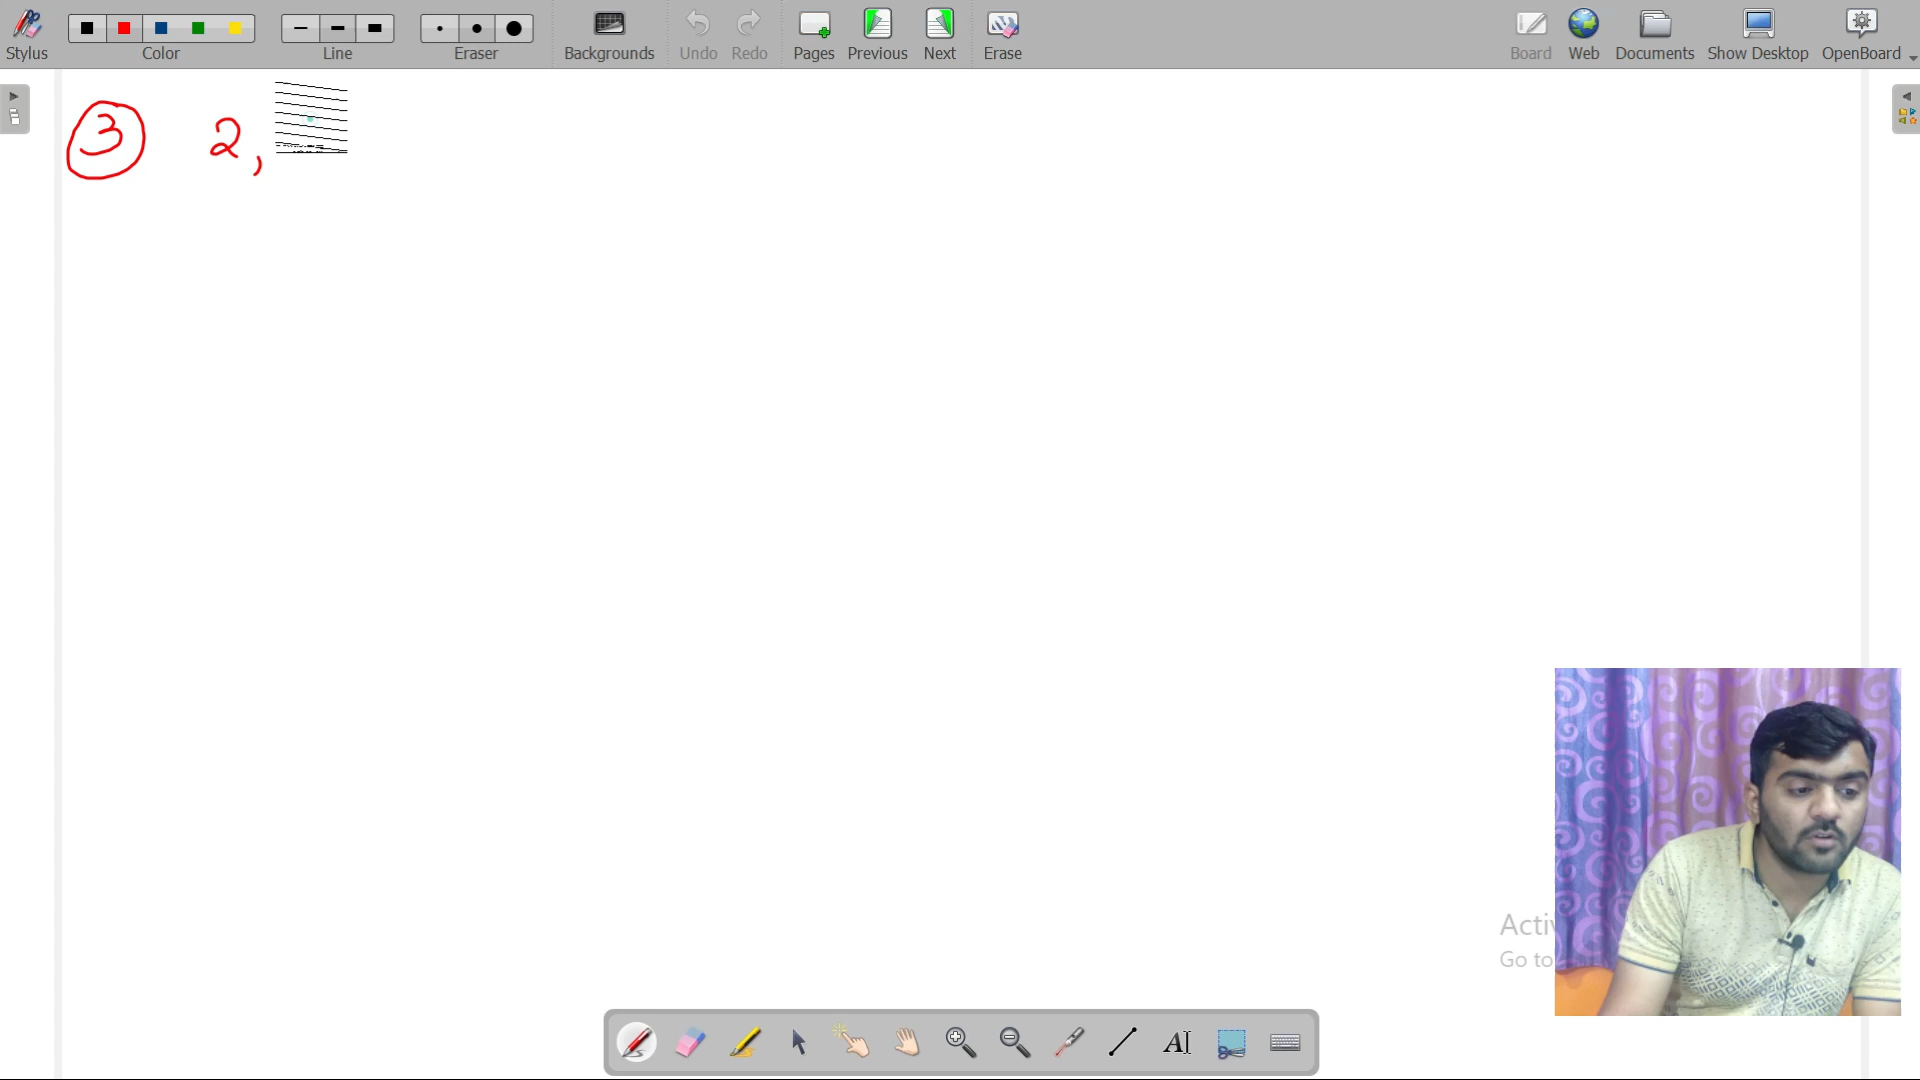 Stylus Color Line Eraser Backgrounds Undo Redo Pages Previous Next Erase Board Web Documents Show Desktop OpenBoard
3 2,
Acti
Go to
AI